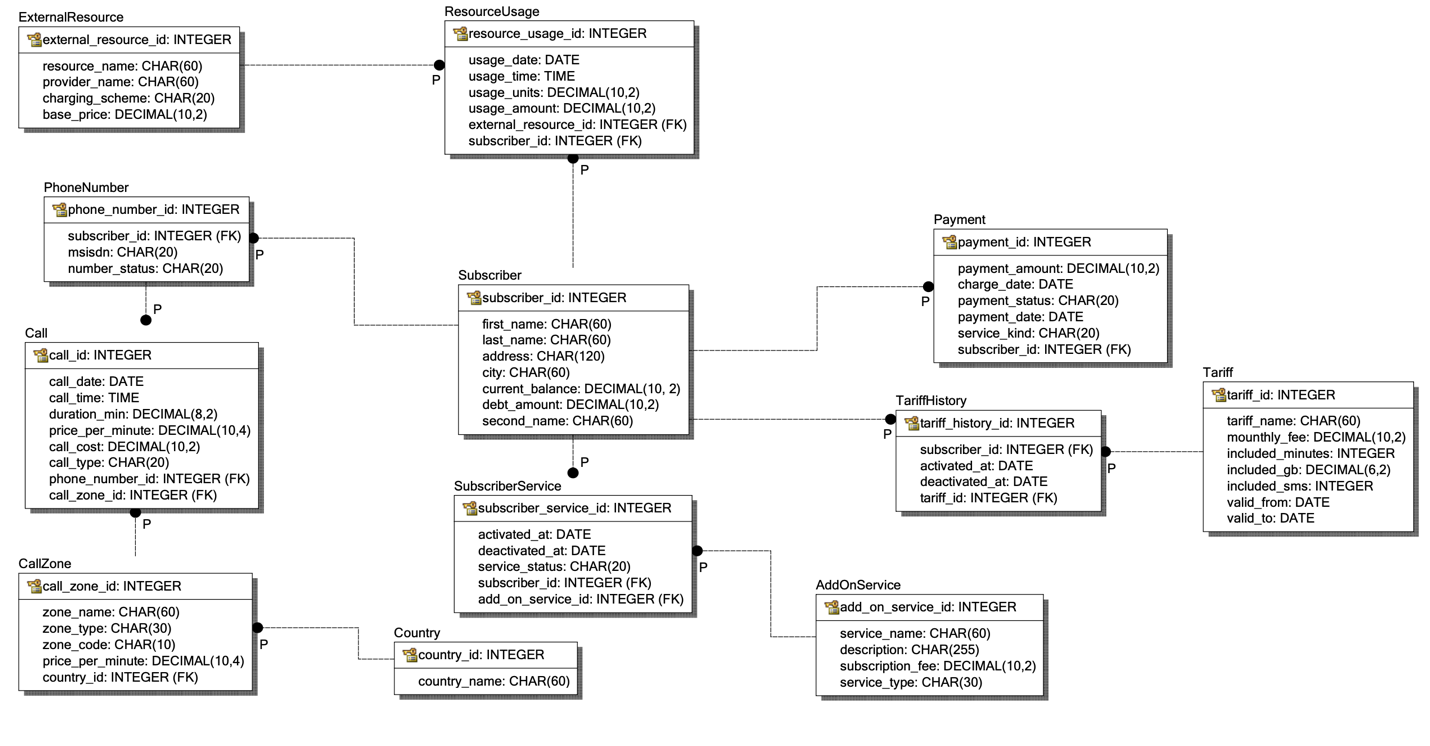 ExternalResource
external_resource_id: INTEGER
resource_name: CHAR(60)
provider_name: CHAR(60)
charging_scheme: CHAR(20)
base_price: DECIMAL(10,2)
P
ResourceUsage
resource_usage_id: INTEGER
usage_date: DATE
usage_time: TIME
usage_units: DECIMAL(10,2)
usage_amount: DECIMAL(10,2)
external_resource_id: INTEGER (FK)
subscriber_id: INTEGER (FK)
P
PhoneNumber
phone_number_id: INTEGER
subscriber_id: INTEGER (FK)
msisdn: CHAR(20)
number_status: CHAR(20)
P
P
Subscriber
subscriber_id: INTEGER
first_name: CHAR(60)
last_name: CHAR(60)
address: CHAR(120)
city: CHAR(60)
current_balance: DECIMAL(10, 2)
debt_amount: DECIMAL(10,2)
second_name: CHAR(60)
P
Payment
payment_id: INTEGER
payment_amount: DECIMAL(10,2)
charge_date: DATE
payment_status: CHAR(20)
payment_date: DATE
service_kind: CHAR(20)
subscriber_id: INTEGER (FK)
P
Call
call_id: INTEGER
call_date: DATE
call_time: TIME
duration_min: DECIMAL(8,2)
price_per_minute: DECIMAL(10,4)
call_cost: DECIMAL(10,2)
call_type: CHAR(20)
phone_number_id: INTEGER (FK)
call_zone_id: INTEGER (FK)
P
TariffHistory
tariff_history_id: INTEGER
subscriber_id: INTEGER (FK)
activated_at: DATE
deactivated_at: DATE
tariff_id: INTEGER (FK)
P
P
Tariff
tariff_id: INTEGER
tariff_name: CHAR(60)
mounthly_fee: DECIMAL(10,2)
included_minutes: INTEGER
included_gb: DECIMAL(6,2)
included_sms: INTEGER
valid_from: DATE
valid_to: DATE
SubscriberService
subscriber_service_id: INTEGER
activated_at: DATE
deactivated_at: DATE
service_status: CHAR(20)
subscriber_id: INTEGER (FK)
add_on_service_id: INTEGER (FK)
P
CallZone
call_zone_id: INTEGER
zone_name: CHAR(60)
zone_type: CHAR(30)
zone_code: CHAR(10)
price_per_minute: DECIMAL(10,4)
country_id: INTEGER (FK)
P
Country
country_id: INTEGER
country_name: CHAR(60)
AddOnService
add_on_service_id: INTEGER
service_name: CHAR(60)
description: CHAR(255)
subscription_fee: DECIMAL(10,2)
service_type: CHAR(30)